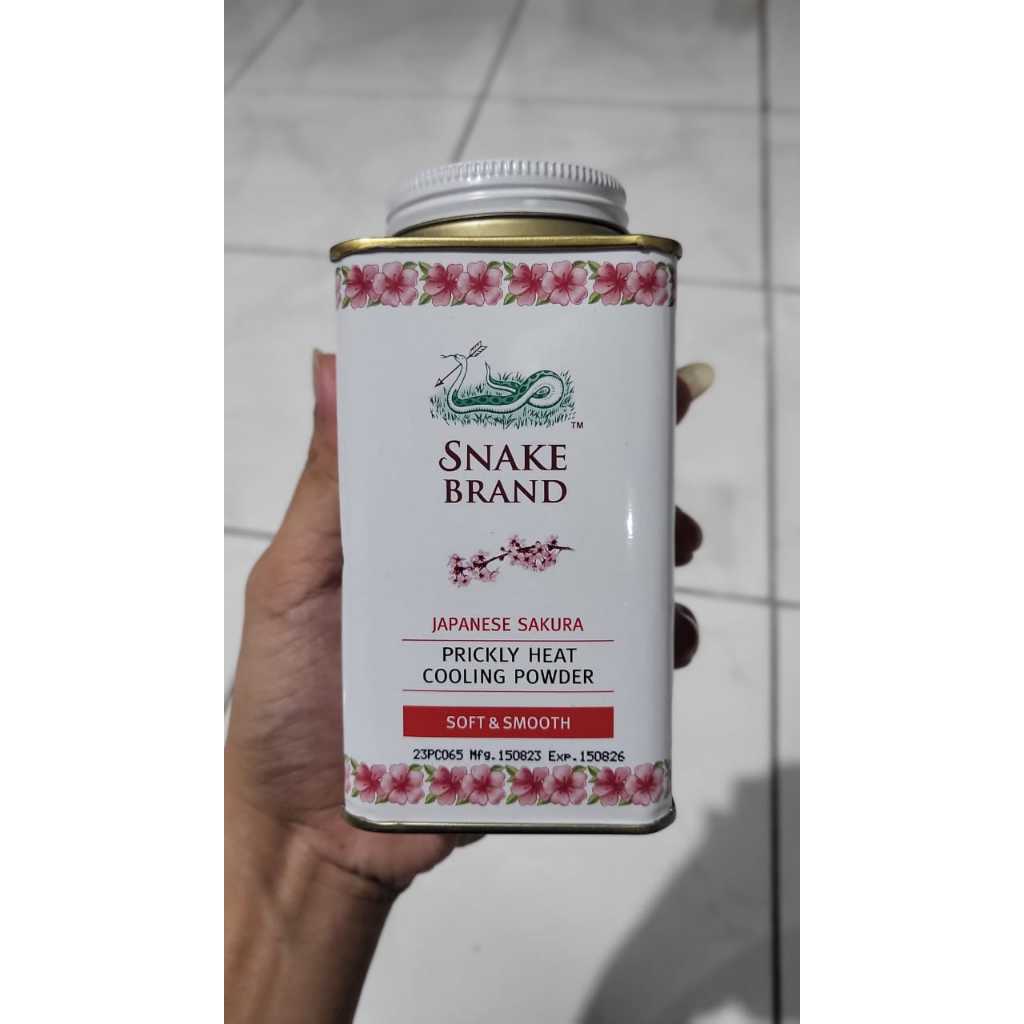 TM
SNAKE
BRAND
JAPANESE SAKURA
PRICKLY HEAT
COOLING POWDER
SOFT & SMOOTH
23PC065 Mfg.150823 Exp.150826